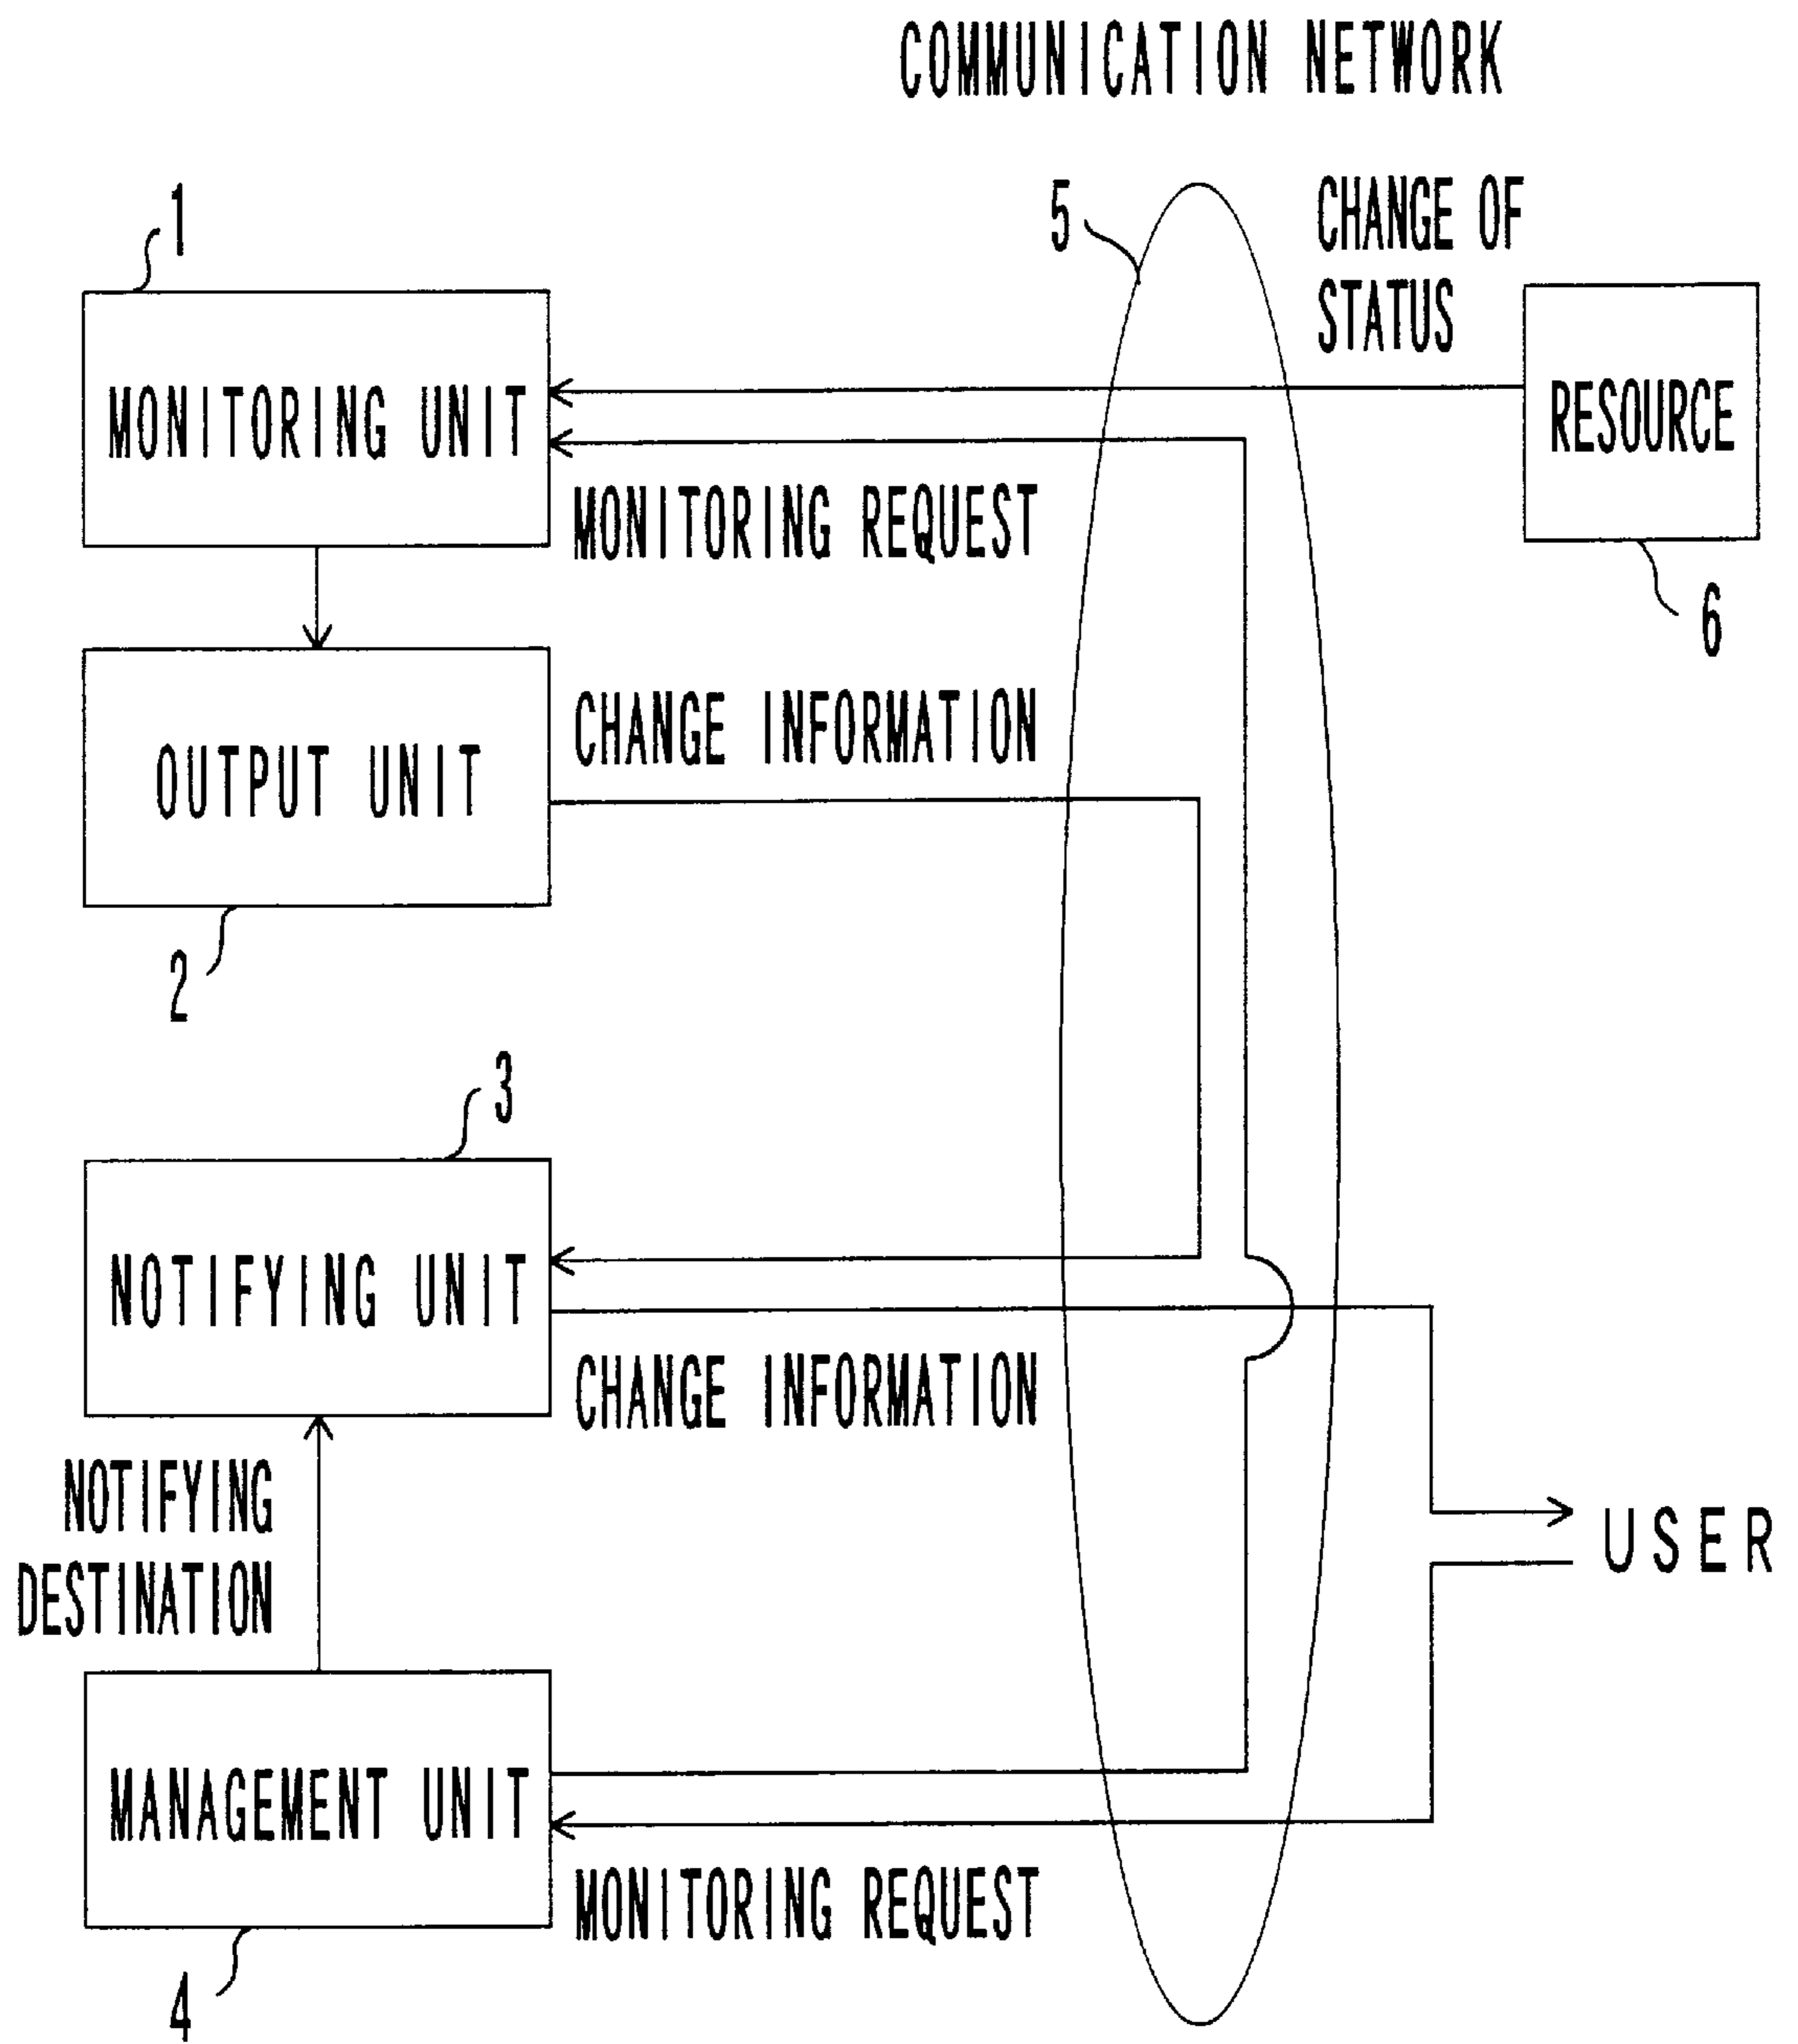 COMMUNICATION NETWORK
1
5
CHANGE OF
STATUS
MONITORING UNIT
RESOURCE
MONITORING REQUEST
6
CHANGE INFORMATION
OUTPUT UNIT
2
3
NOTIFYING UNIT
CHANGE INFORMATION
NOTIFYING
DESTINATION
USER
MANAGEMENT UNIT
MONITORING REQUEST
4